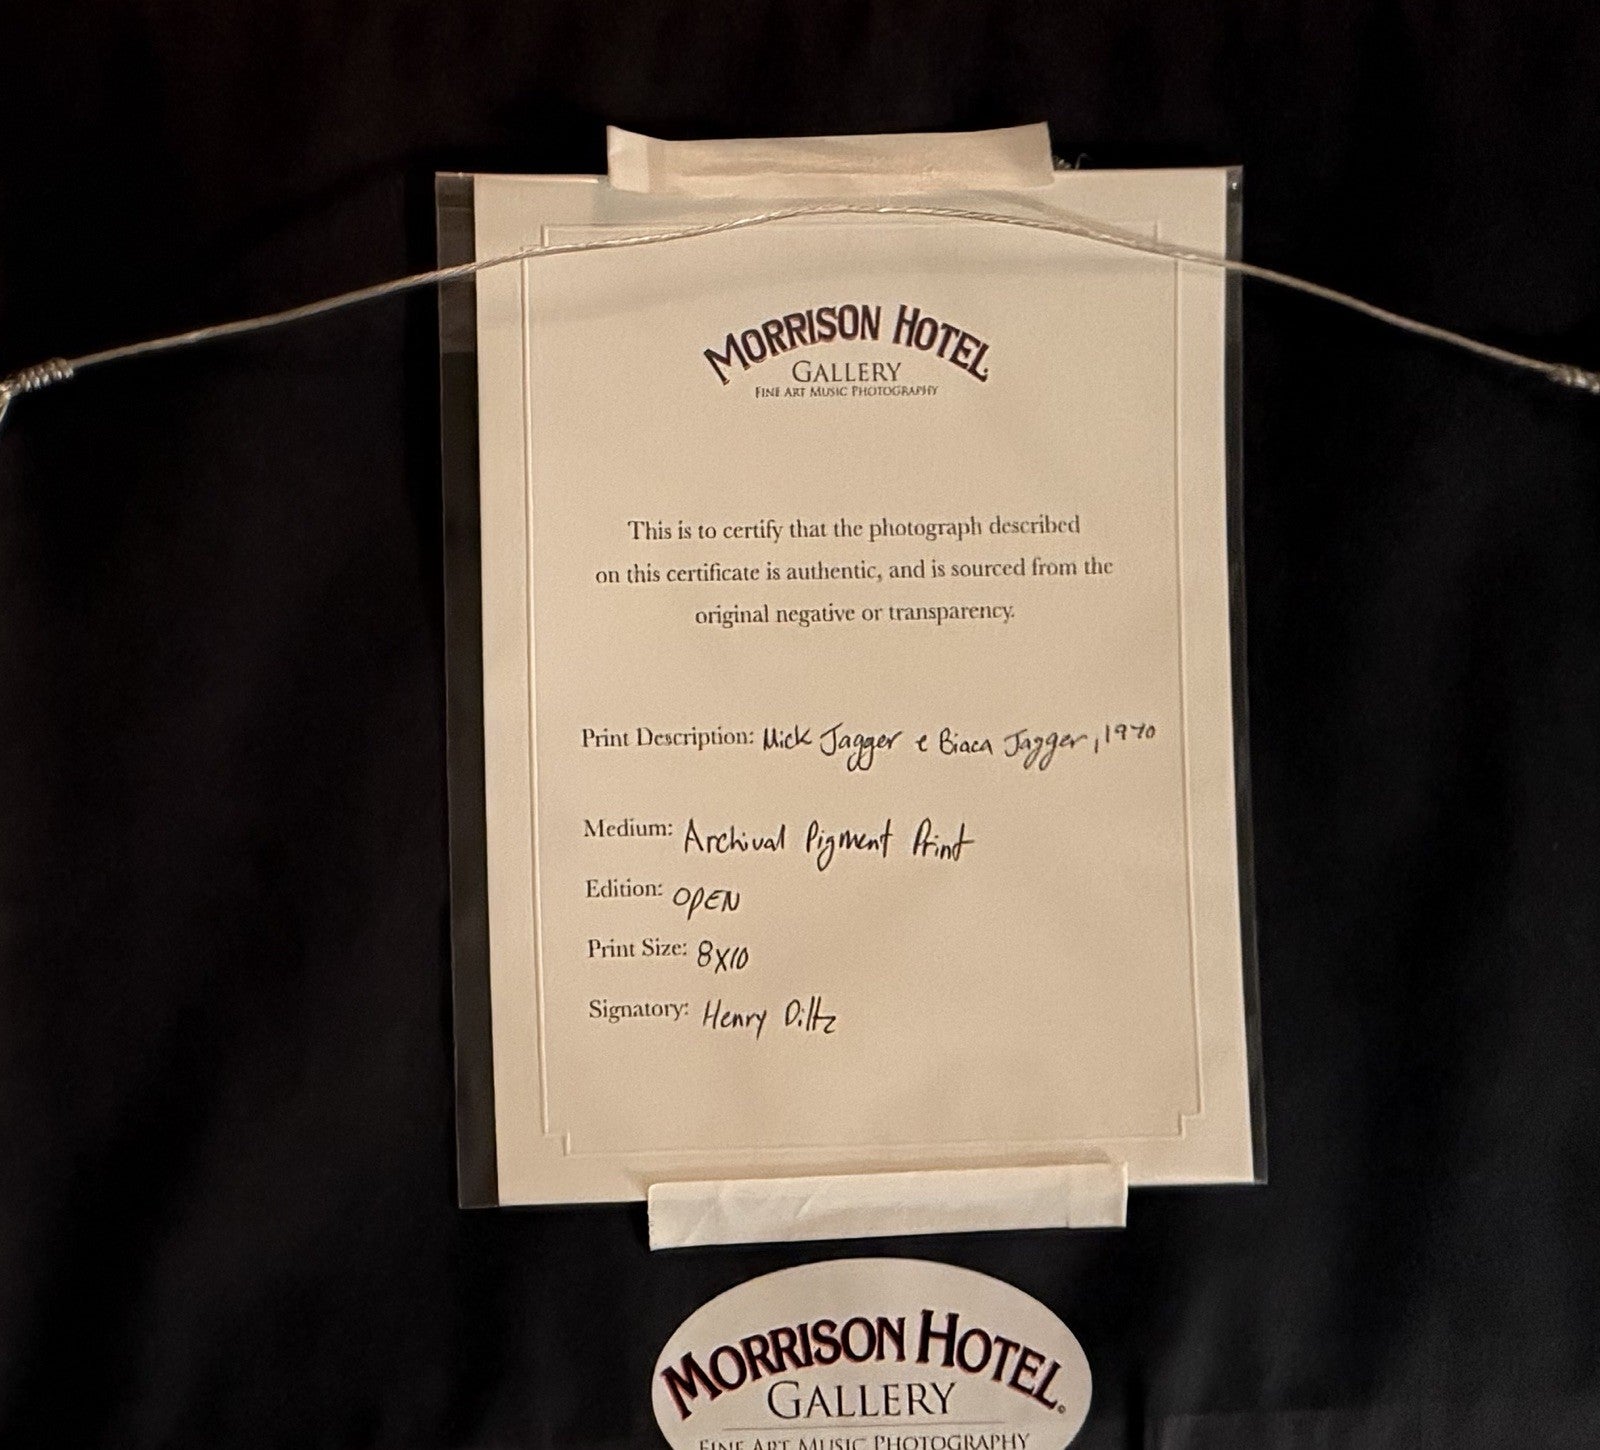 MORRISON HOTEL
GALLERY
FINE ART MUSIC PHOTOGRAPHY
This is to certify that the photograph described
on this certificate is authentic, and is sourced from the
original negative or transparency.
Print Description: Mick Jagger e Biaca Jagger, 1970
Medium: Archival Pigment Print
Edition: OPEN
Print Size: 8x10
Signatory: Henry Diltz
MORRISON HOTEL
GALLERY
FINE ART MUSIC PHOTOGRAPHY